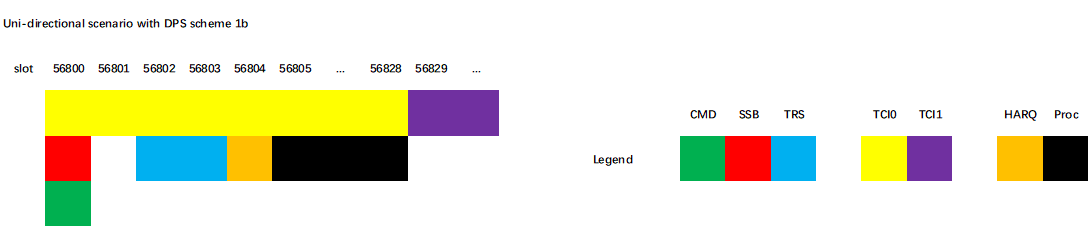 Uni-directional scenario with DPS scheme 1b
slot 56800 56801 56802 56803 56804 56805 ... 56828 56829 ...
CMD SSB TRS TCI0 TCI1 HARQ Proc
Legend